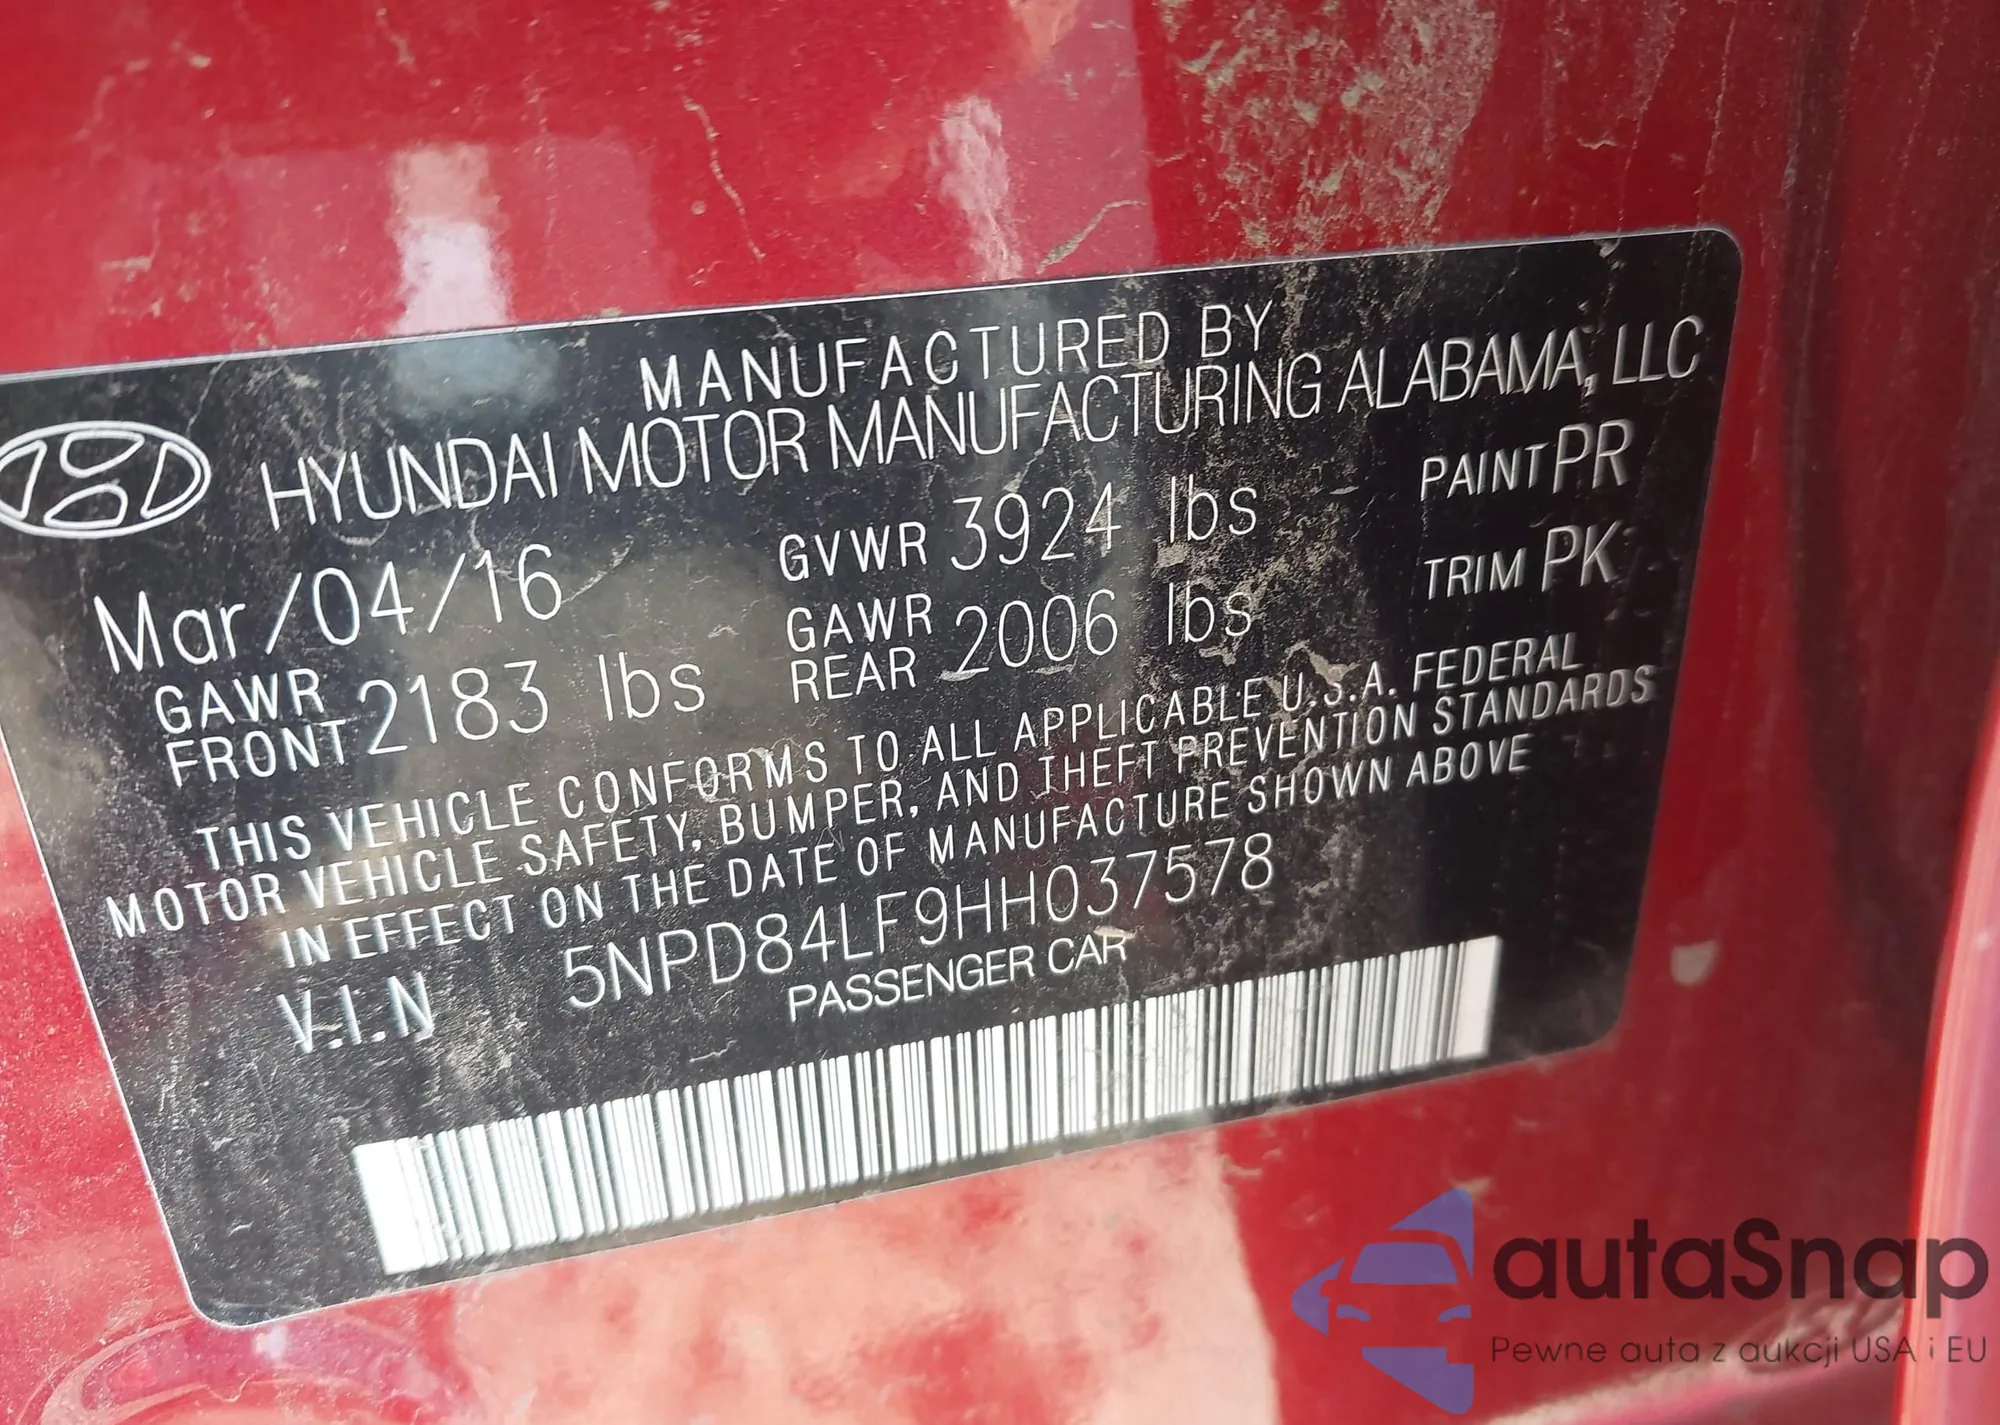 MANUFACTURED BY
HYUNDAI MOTOR MANUFACTURING ALABAMA, LLC
Mar/04/16 GVWR 3924 lbs PAINT PR
GAWR FRONT 2183 lbs GAWR REAR 2006 lbs TRIM PK
THIS VEHICLE CONFORMS TO ALL APPLICABLE U.S.A. FEDERAL
MOTOR VEHICLE SAFETY, BUMPER, AND THEFT PREVENTION STANDARDS
IN EFFECT ON THE DATE OF MANUFACTURE SHOWN ABOVE
V.I.N 5NPD84LF9HH037578
PASSENGER CAR
autaSnap
Pewne auta z aukcji USA i EU